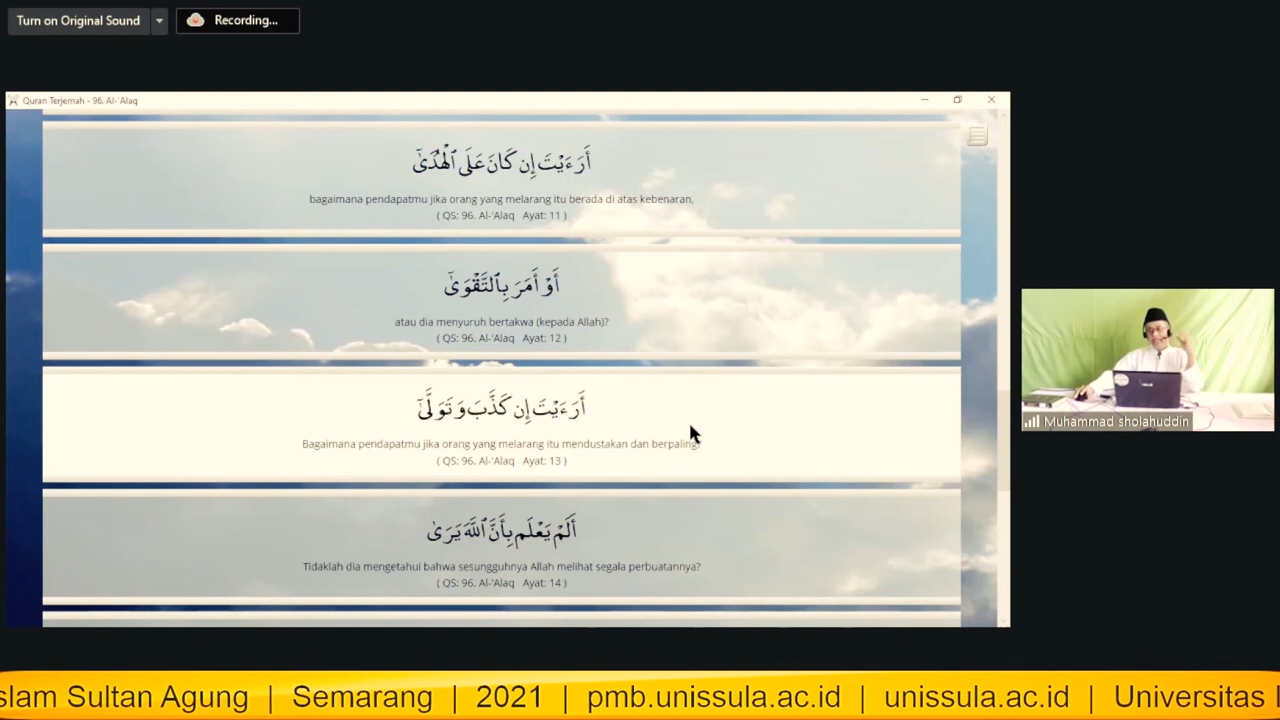 Turn on Original Sound
Recording...
Quran Terjemah - 96. Al-'Alaq
أَرَءَيْتَ إِن كَانَ عَلَى ٱلْهُدَىٰٓ
bagaimana pendapatmu jika orang yang melarang itu berada di atas kebenaran,
( QS: 96. Al-'Alaq Ayat: 11 )
أَوْ أَمَرَ بِٱلتَّقْوَىٰٓ
atau dia menyuruh bertakwa (kepada Allah)?
( QS: 96. Al-'Alaq Ayat: 12 )
أَرَءَيْتَ إِن كَذَّبَ وَتَوَلَّىٰٓ
Bagaimana pendapatmu jika orang yang melarang itu mendustakan dan berpaling?
( QS: 96. Al-'Alaq Ayat: 13 )
أَلَمْ يَعْلَم بِأَنَّ ٱللَّهَ يَرَىٰ
Tidaklah dia mengetahui bahwa sesungguhnya Allah melihat segala perbuatannya?
( QS: 96. Al-'Alaq Ayat: 14 )
Muhammad sholahuddin
slam Sultan Agung | Semarang | 2021 | pmb.unissula.ac.id | unissula.ac.id | Universitas